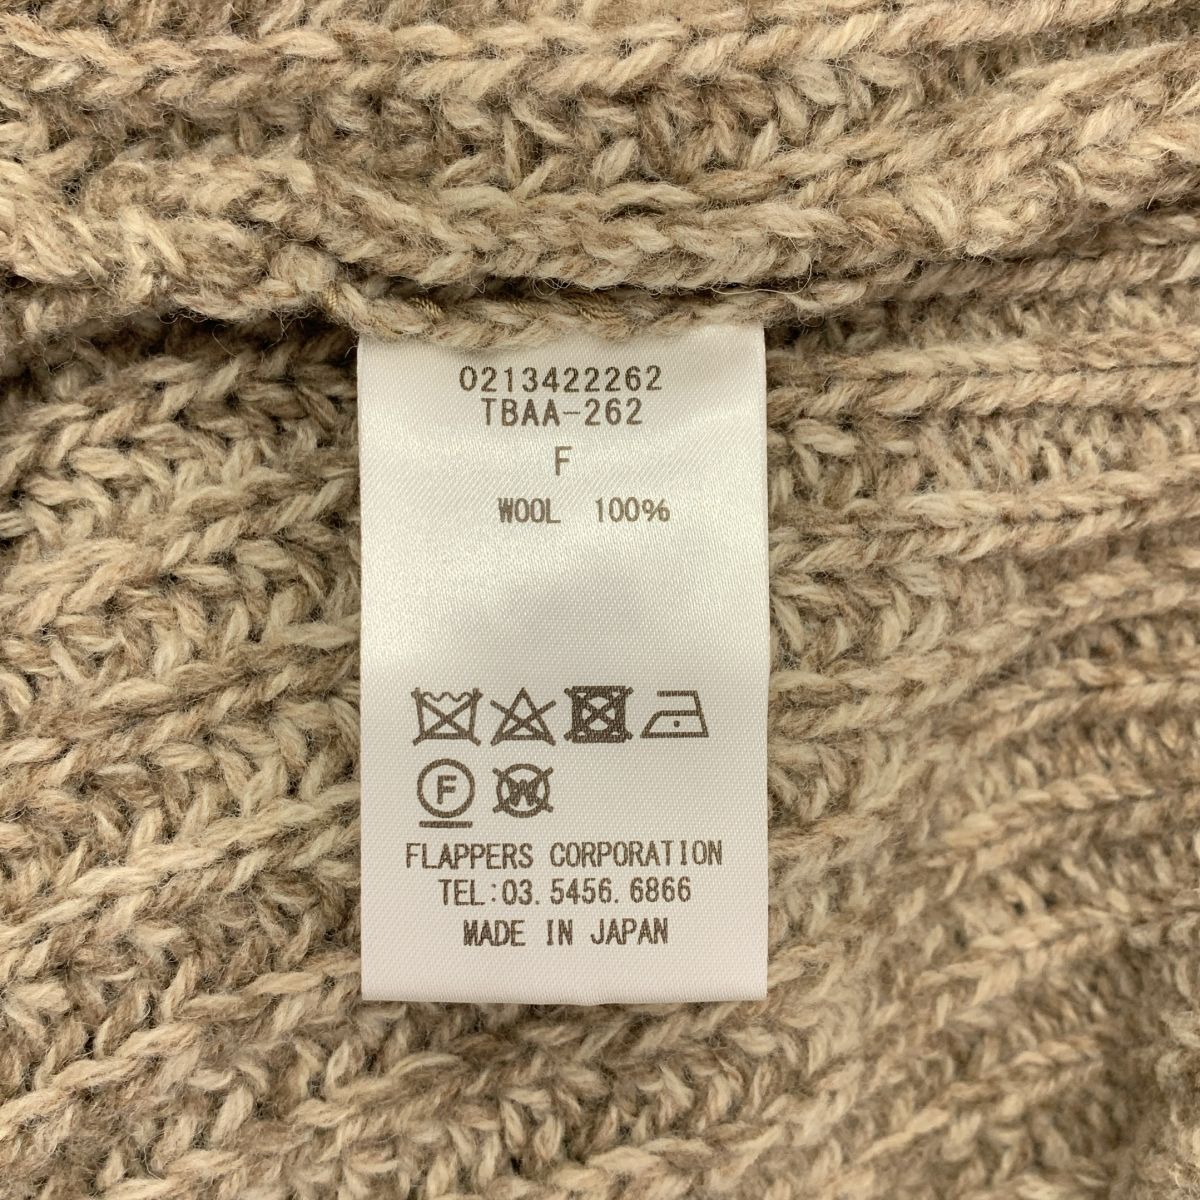 0213422262
TBAA-262
F
WOOL 100%
F W
FLAPPERS CORPORATION
TEL:03.5456.6866
MADE IN JAPAN